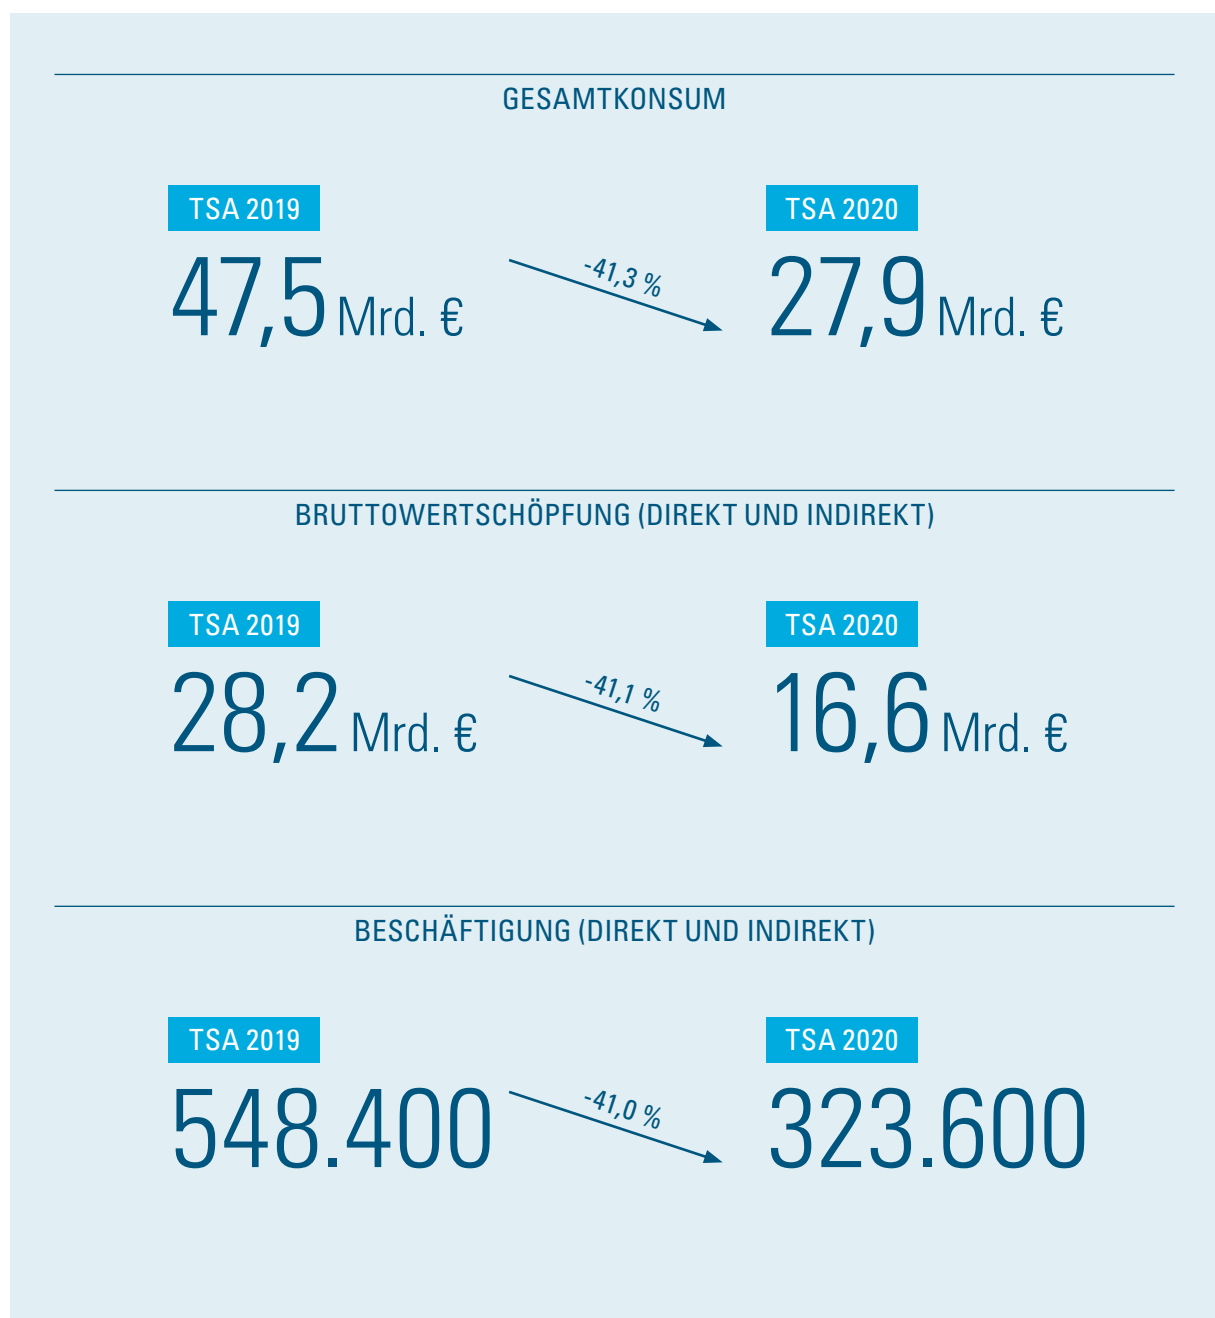 GESAMTKONSUM
TSA 2019
47,5 Mrd. €
-41,3 %
TSA 2020
27,9 Mrd. €
BRUTTOWERTSCHÖPFUNG (DIREKT UND INDIREKT)
TSA 2019
28,2 Mrd. €
-41,1 %
TSA 2020
16,6 Mrd. €
BESCHÄFTIGUNG (DIREKT UND INDIREKT)
TSA 2019
548.400
-41,0 %
TSA 2020
323.600